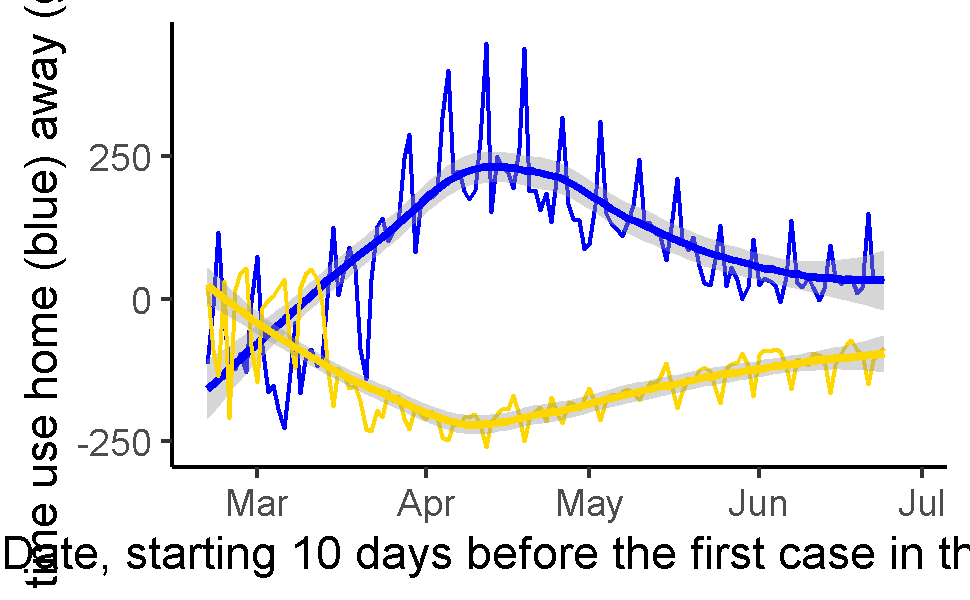 time use home (blue) away (
250
0
-250
Mar Apr May Jun Jul
Date, starting 10 days before the first case in th